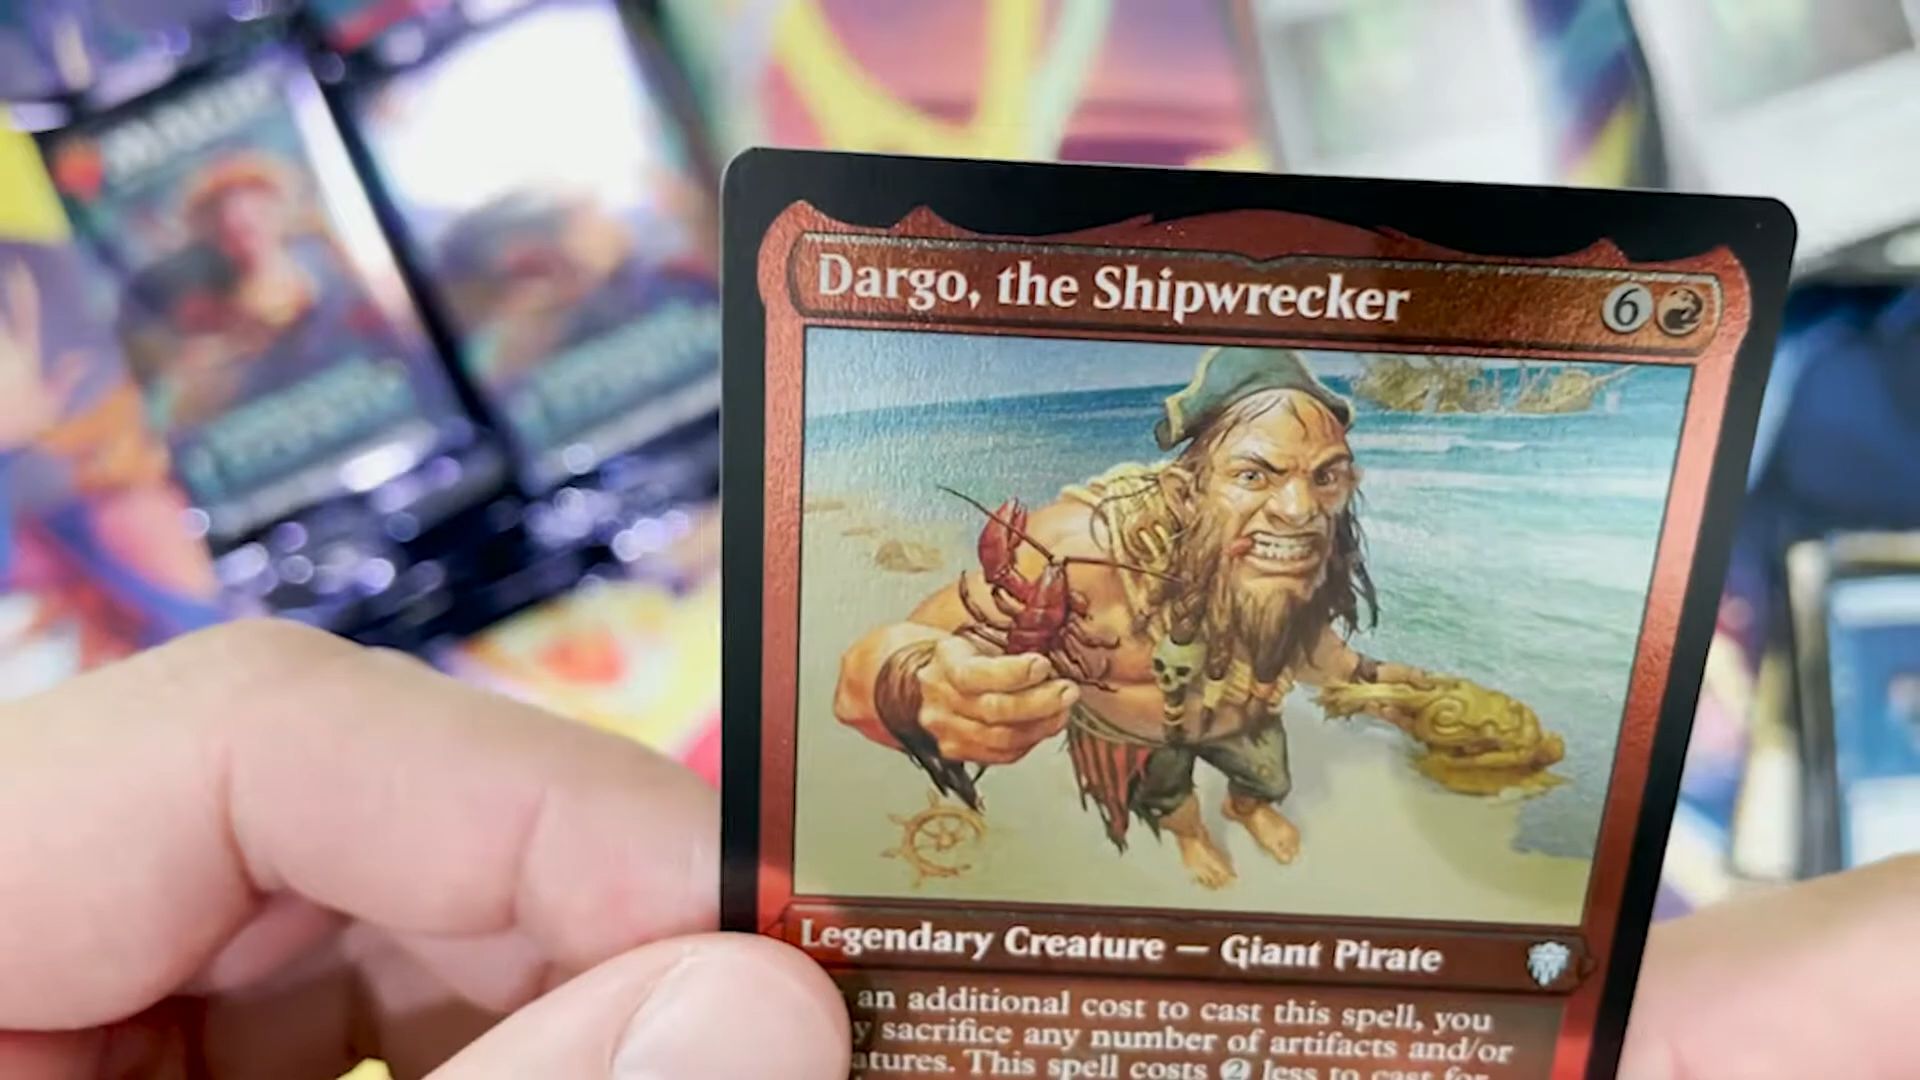 Dargo, the Shipwrecker 6
Legendary Creature — Giant Pirate
an additional cost to cast this spell, you
y sacrifice any number of artifacts and/or
atures. This spell costs 2 less to cast for